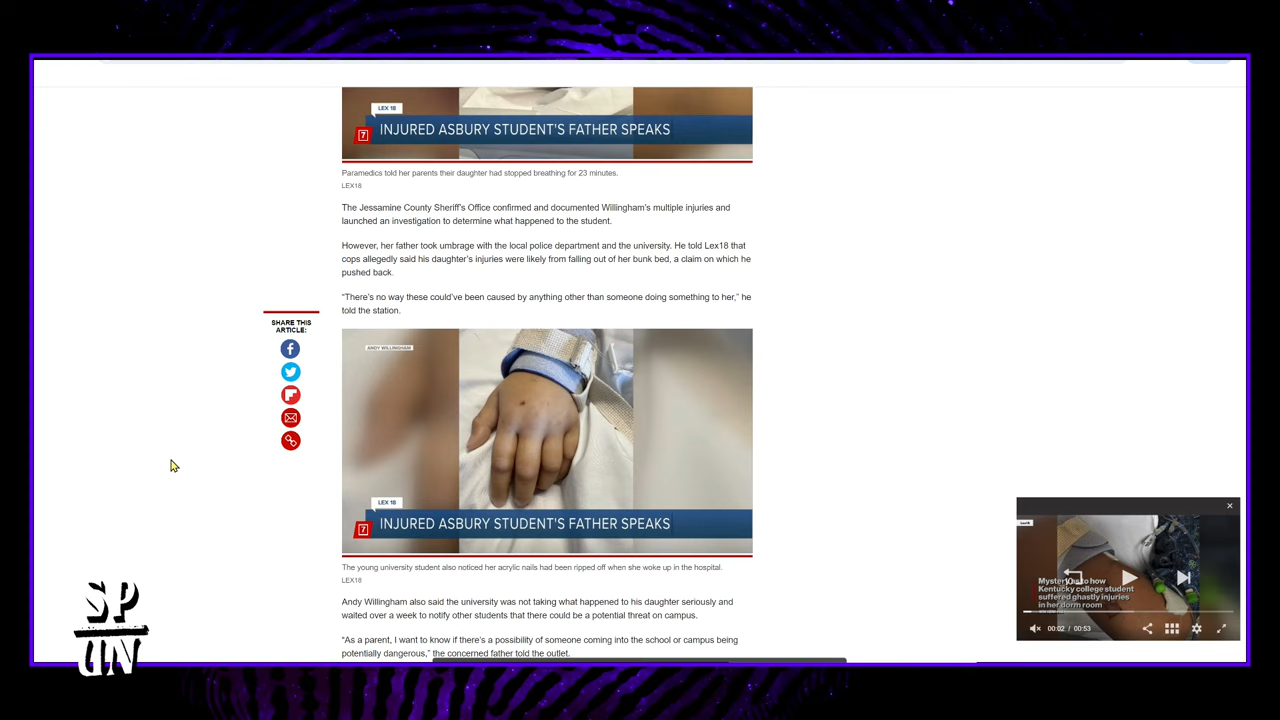 LEX 18
7 INJURED ASBURY STUDENT'S FATHER SPEAKS
Paramedics told her parents their daughter had stopped breathing for 23 minutes.
LEX18
The Jessamine County Sheriff's Office confirmed and documented Willingham's multiple injuries and
launched an investigation to determine what happened to the student.
However, her father took umbrage with the local police department and the university. He told Lex18 that
cops allegedly said his daughter's injuries were likely from falling out of her bunk bed, a claim on which he
pushed back.
“There's no way these could've been caused by anything other than someone doing something to her,” he
told the station.
SHARE THIS
ARTICLE:
ANDY WILLINGHAM
LEX 18
7 INJURED ASBURY STUDENT'S FATHER SPEAKS
The young university student also noticed her acrylic nails had been ripped off when she woke up in the hospital.
LEX18
Andy Willingham also said the university was not taking what happened to his daughter seriously and
waited over a week to notify other students that there could be a potential threat on campus.
“As a parent, I want to know if there's a possibility of someone coming into the school or campus being
potentially dangerous,” the concerned father told the outlet.
Lex18
Mystery as to how
Kentucky college student
suffered ghastly injuries
in her dorm room
00:02 / 00:53
SP
UN